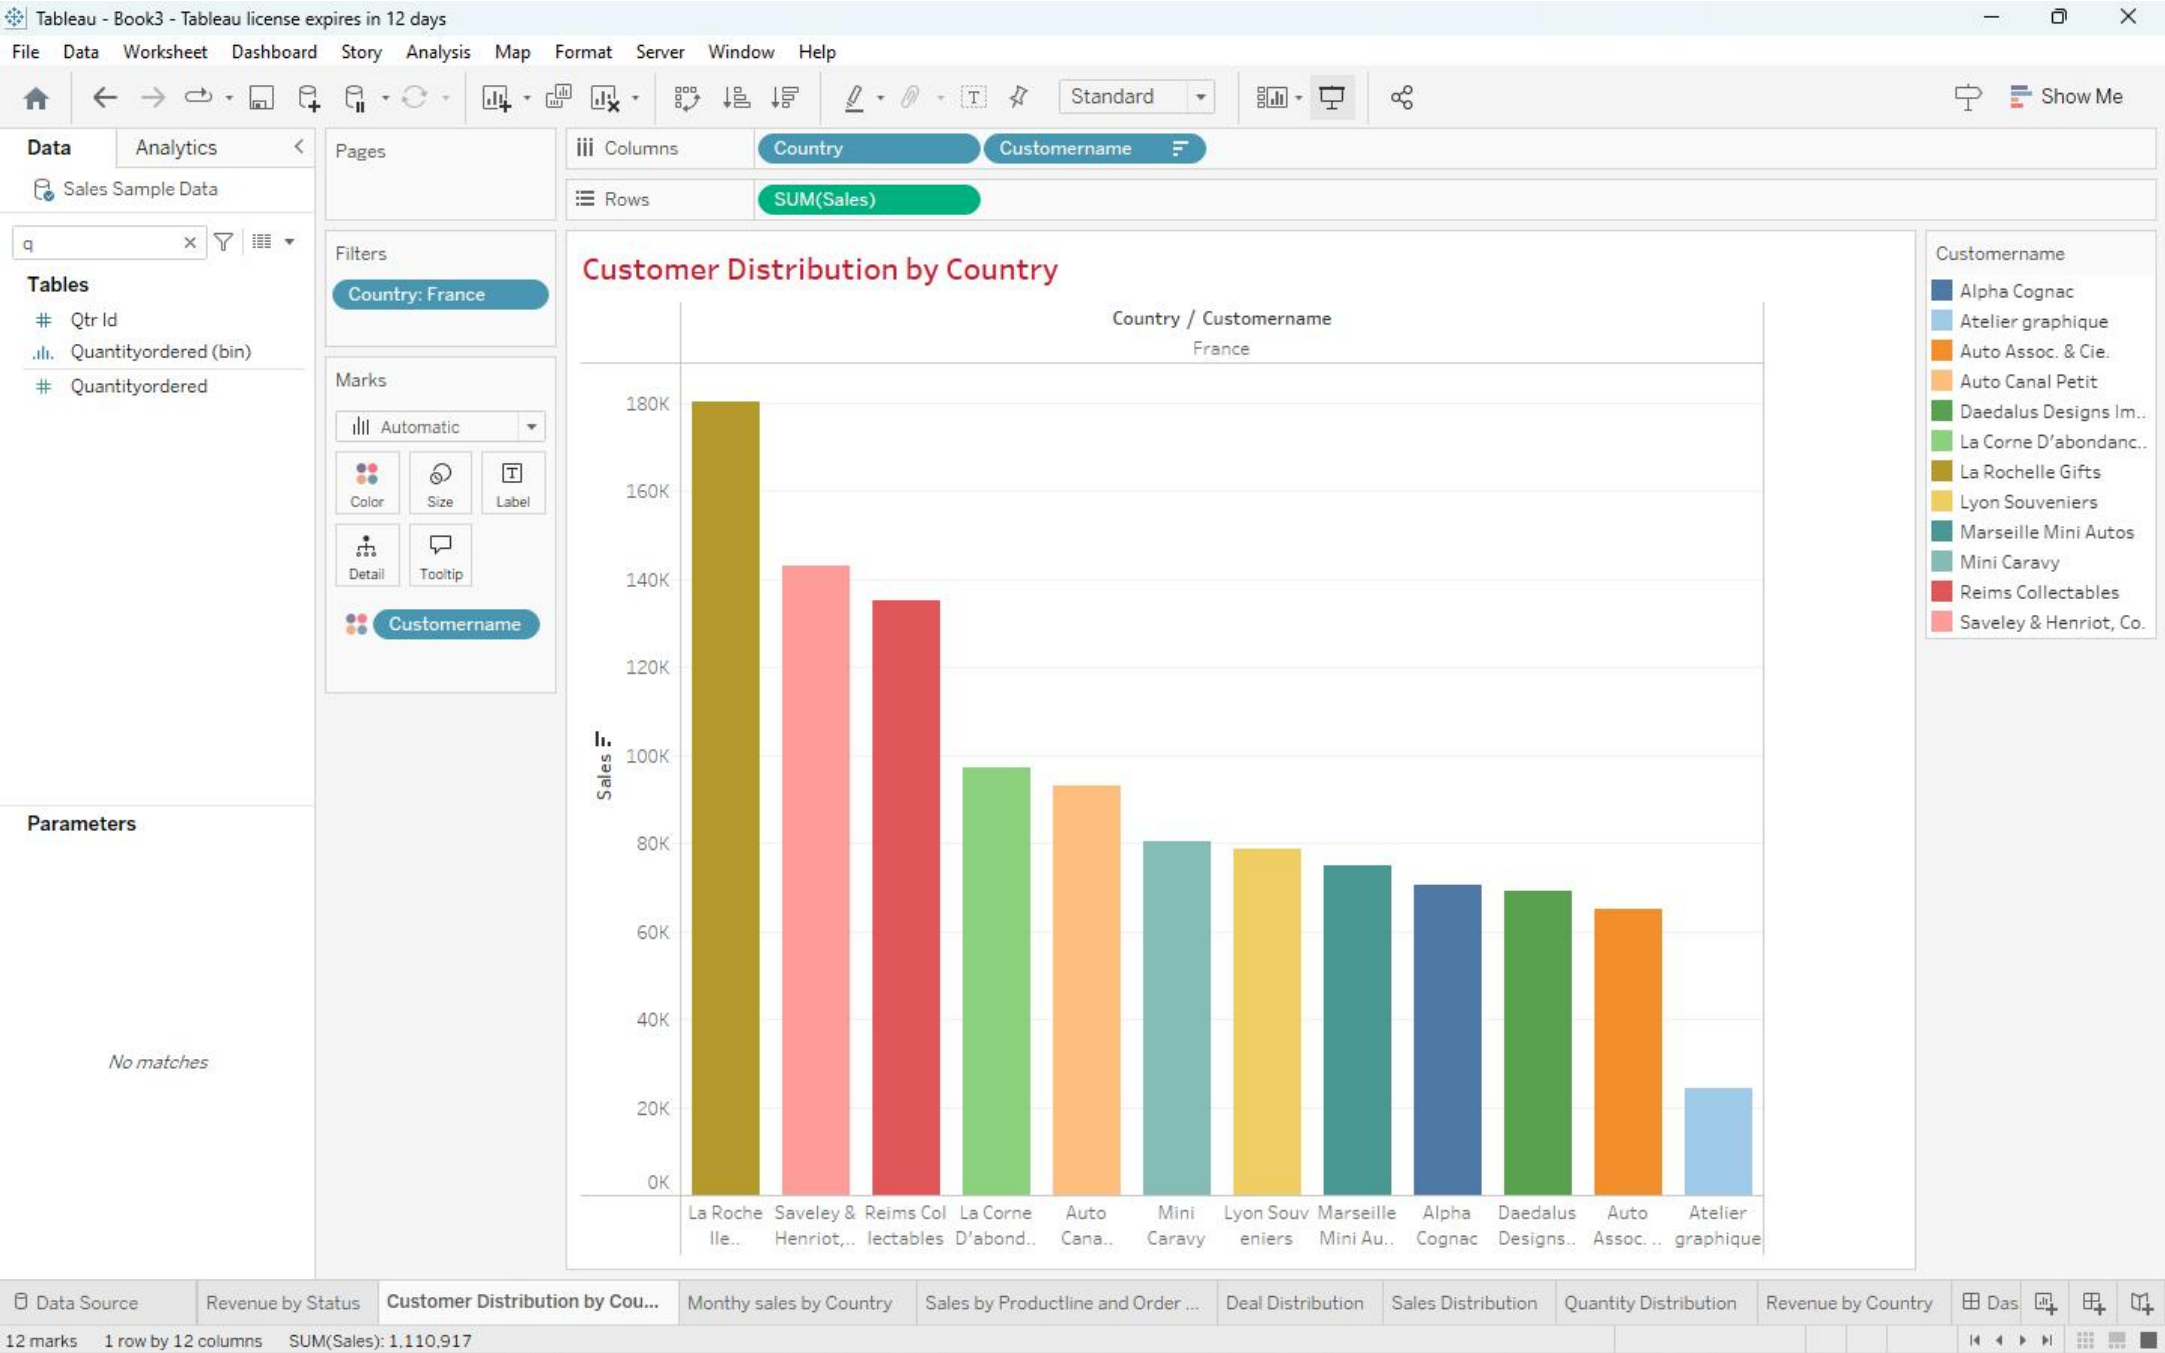 Tableau - Book3 - Tableau license expires in 12 days
File Data Worksheet Dashboard Story Analysis Map Format Server Window Help
Standard
Show Me
Data Analytics
Sales Sample Data
q
Tables
Qtr Id
Quantityordered (bin)
Quantityordered
Parameters
No matches
Pages
Filters
Country: France
Marks
Automatic
Color Size Label
Detail Tooltip
Customername
Columns Country Customername
Rows SUM(Sales)
Customer Distribution by Country
Country / Customername
France
Sales
180K
160K
140K
120K
100K
80K
60K
40K
20K
0K
La Roche Saveley & Reims Col La Corne Auto Mini Lyon Souv Marseille Alpha Daedalus Auto Atelier
lle.. Henriot,.. lectables D'abond.. Cana.. Caravy eniers Mini Au.. Cognac Designs.. Assoc. .. graphique
Customername
Alpha Cognac
Atelier graphique
Auto Assoc. & Cie.
Auto Canal Petit
Daedalus Designs Im..
La Corne D'abondanc..
La Rochelle Gifts
Lyon Souveniers
Marseille Mini Autos
Mini Caravy
Reims Collectables
Saveley & Henriot, Co.
Data Source Revenue by Status Customer Distribution by Cou... Monthy sales by Country Sales by Productline and Order ... Deal Distribution Sales Distribution Quantity Distribution Revenue by Country Das
12 marks 1 row by 12 columns SUM(Sales): 1,110,917